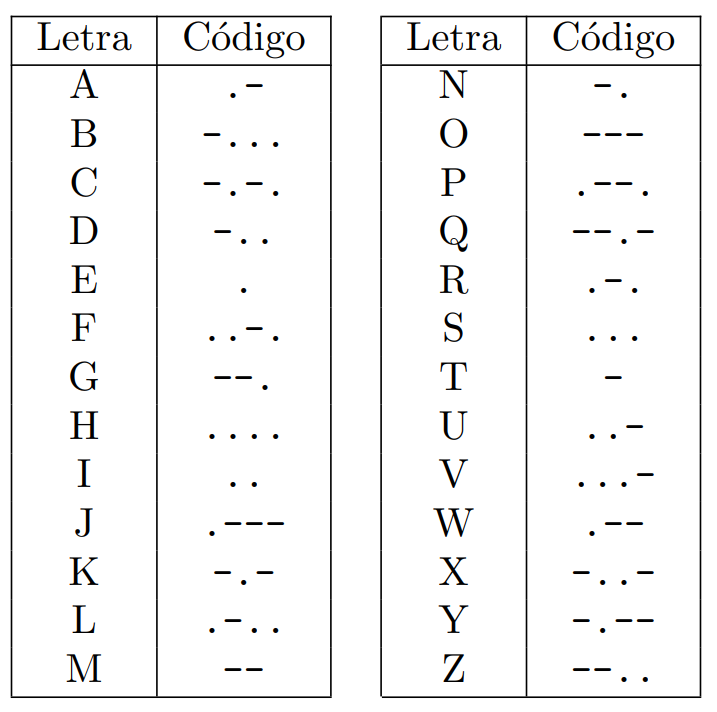 Letra Código Letra Código
A .- N -.
B -... O ---
C -.-. P .--.
D -.. Q --.-
E . R .-.
F ..-. S ...
G --. T -
H .... U ..-
I .. V ...-
J .--- W .--
K -.- X -..-
L .-.. Y -.--
M -- Z --..